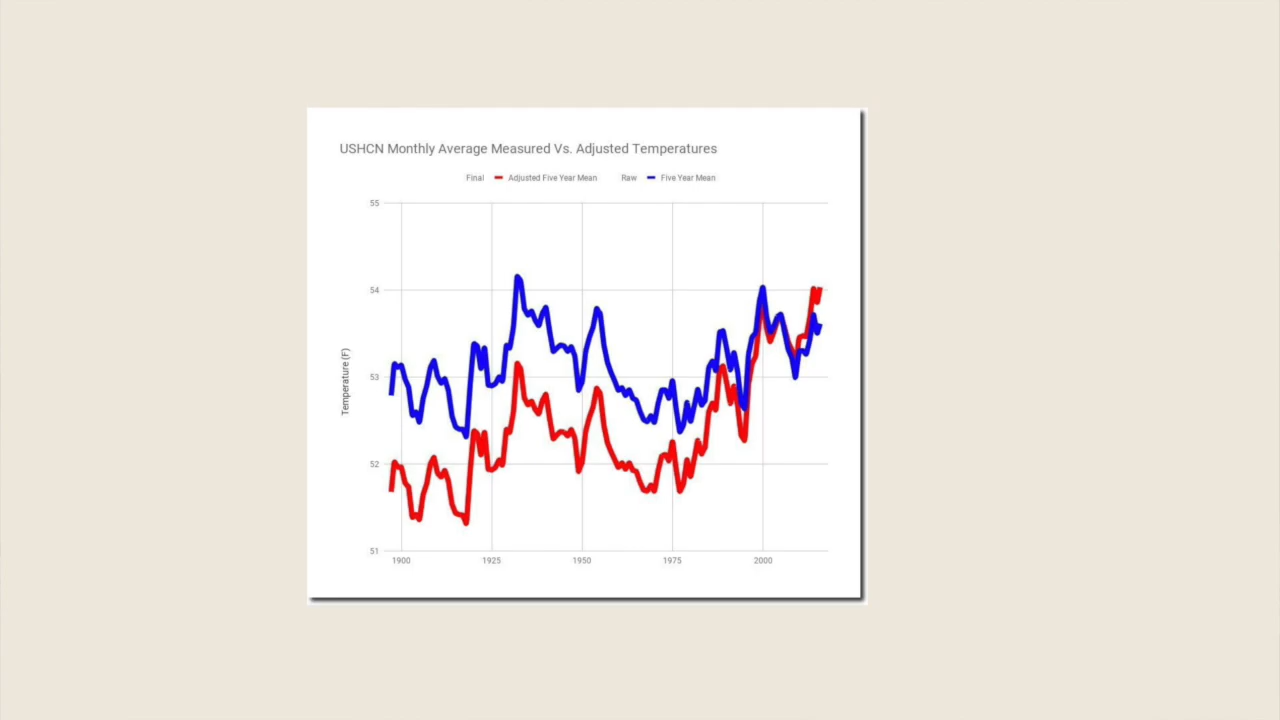 USHCN Monthly Average Measured Vs. Adjusted Temperatures
Final Adjusted Five Year Mean Raw Five Year Mean
55
54
53
52
51
Temperature (F)
1900 1925 1950 1975 2000